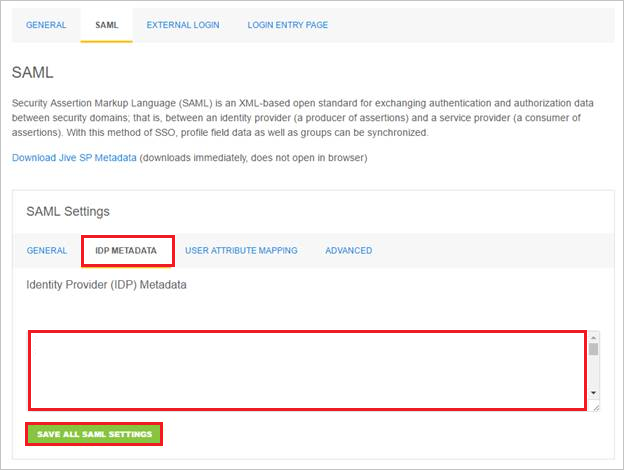 GENERAL SAML EXTERNAL LOGIN LOGIN ENTRY PAGE
SAML
Security Assertion Markup Language (SAML) is an XML-based open standard for exchanging authentication and authorization data
between security domains; that is, between an identity provider (a producer of assertions) and a service provider (a consumer of
assertions). With this method of SSO, profile field data as well as groups can be synchronized.
Download Jive SP Metadata (downloads immediately, does not open in browser)
SAML Settings
GENERAL IDP METADATA USER ATTRIBUTE MAPPING ADVANCED
Identity Provider (IDP) Metadata
SAVE ALL SAML SETTINGS